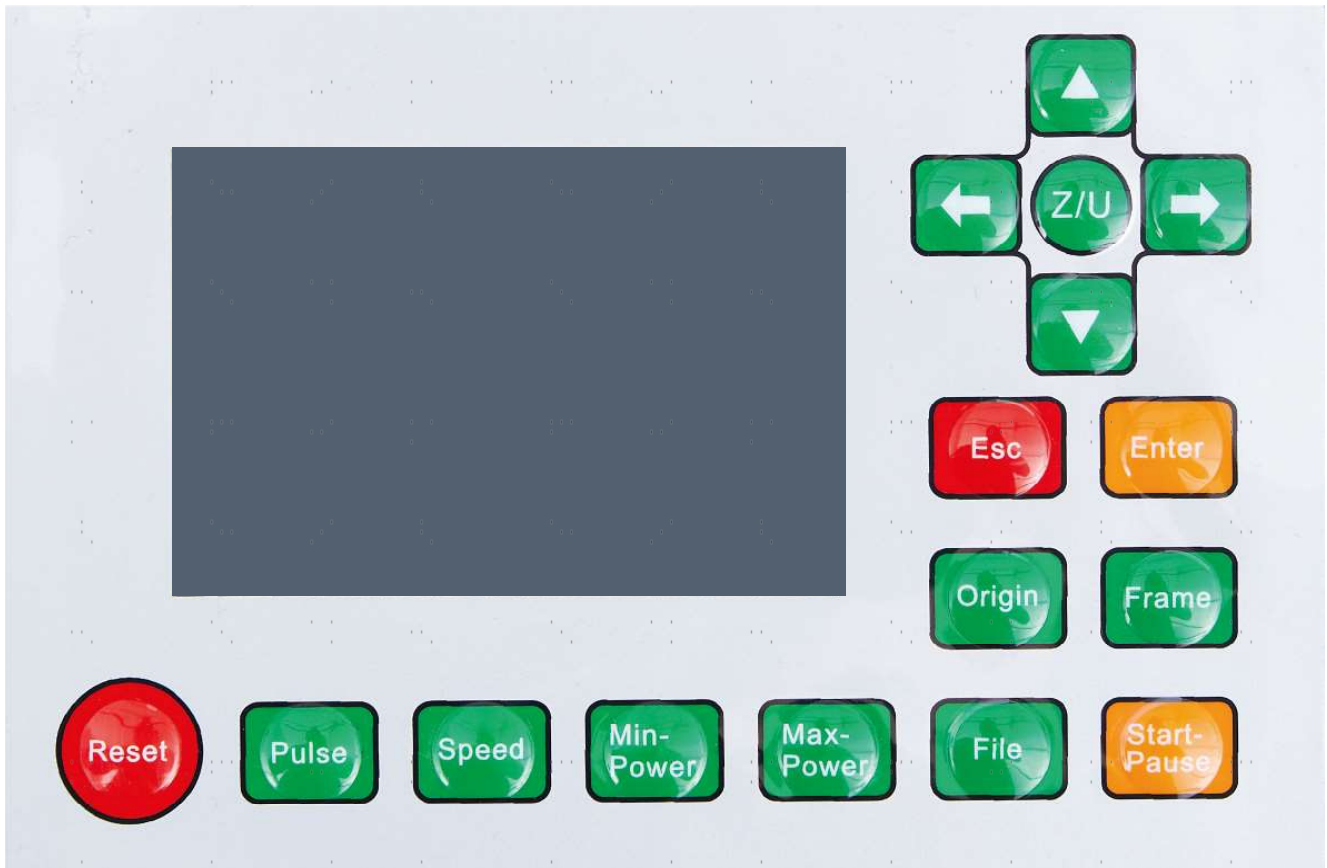 Z/U
Esc
Enter
Origin
Frame
Reset
Pulse
Speed
Min-
Power
Max-
Power
File
Start-
Pause